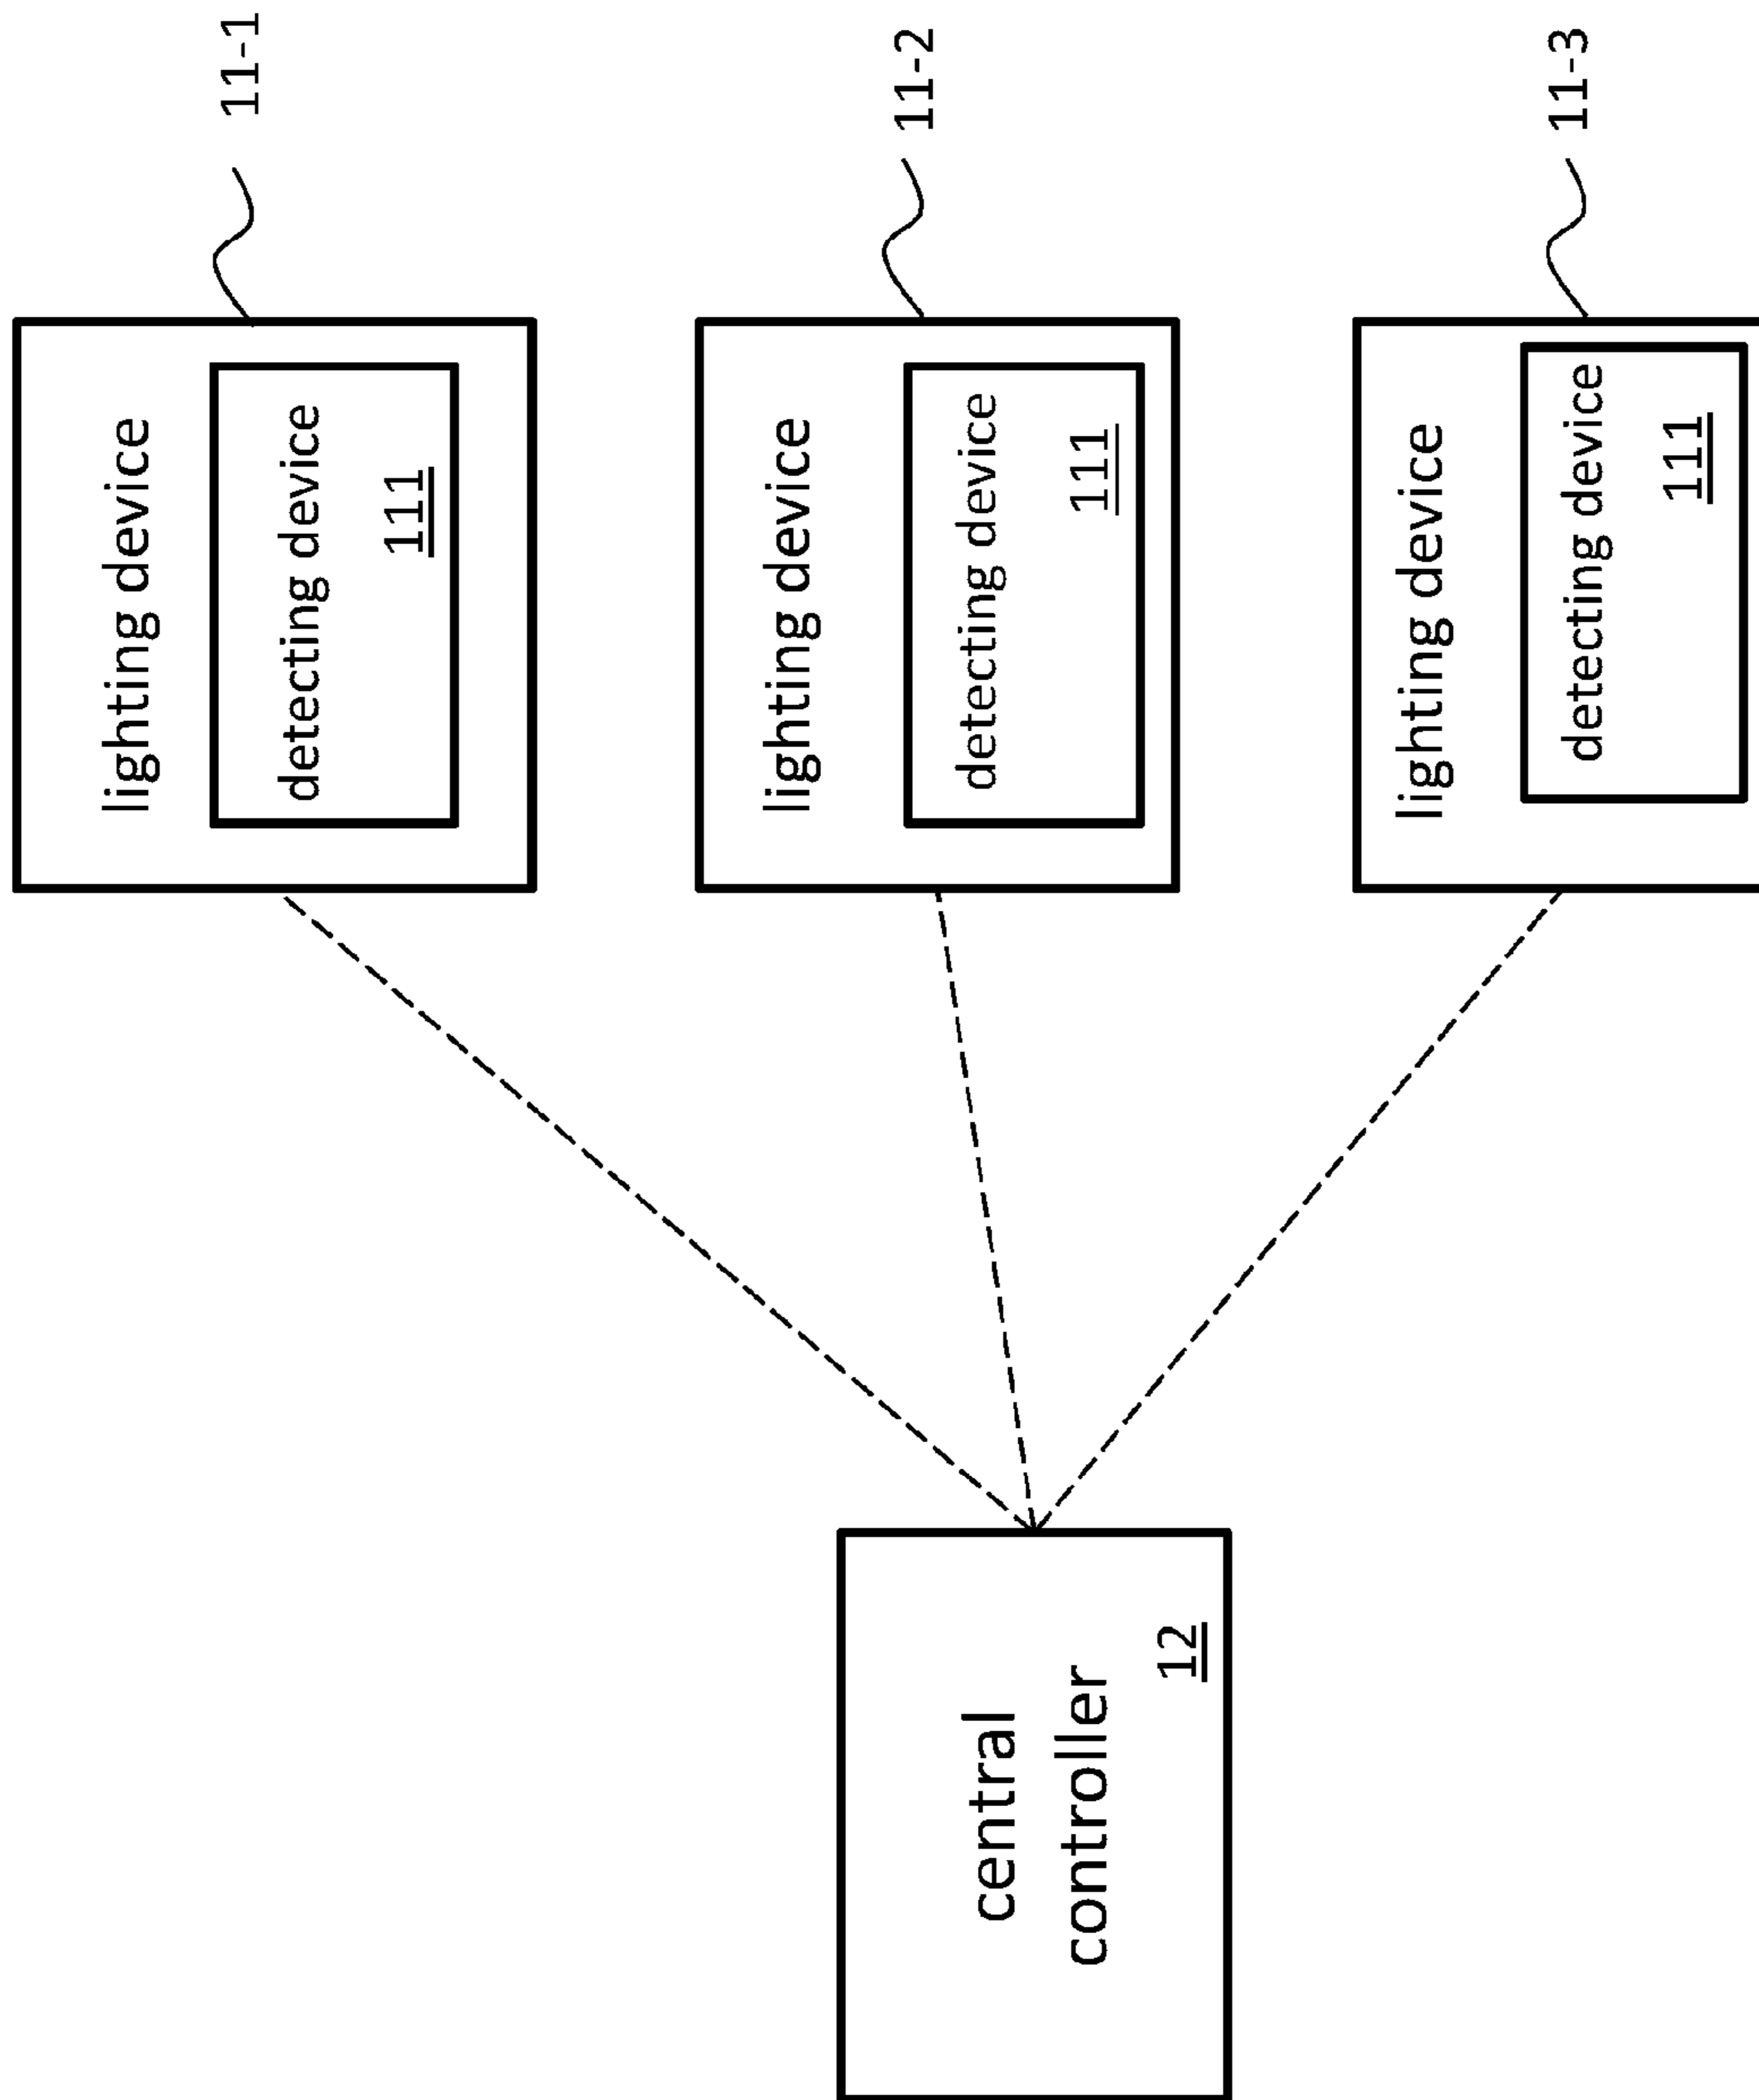 lighting device
detecting device
111
11-1
lighting device
detecting device
111
11-2
lighting device
detecting device
111
11-3
central
controller
12